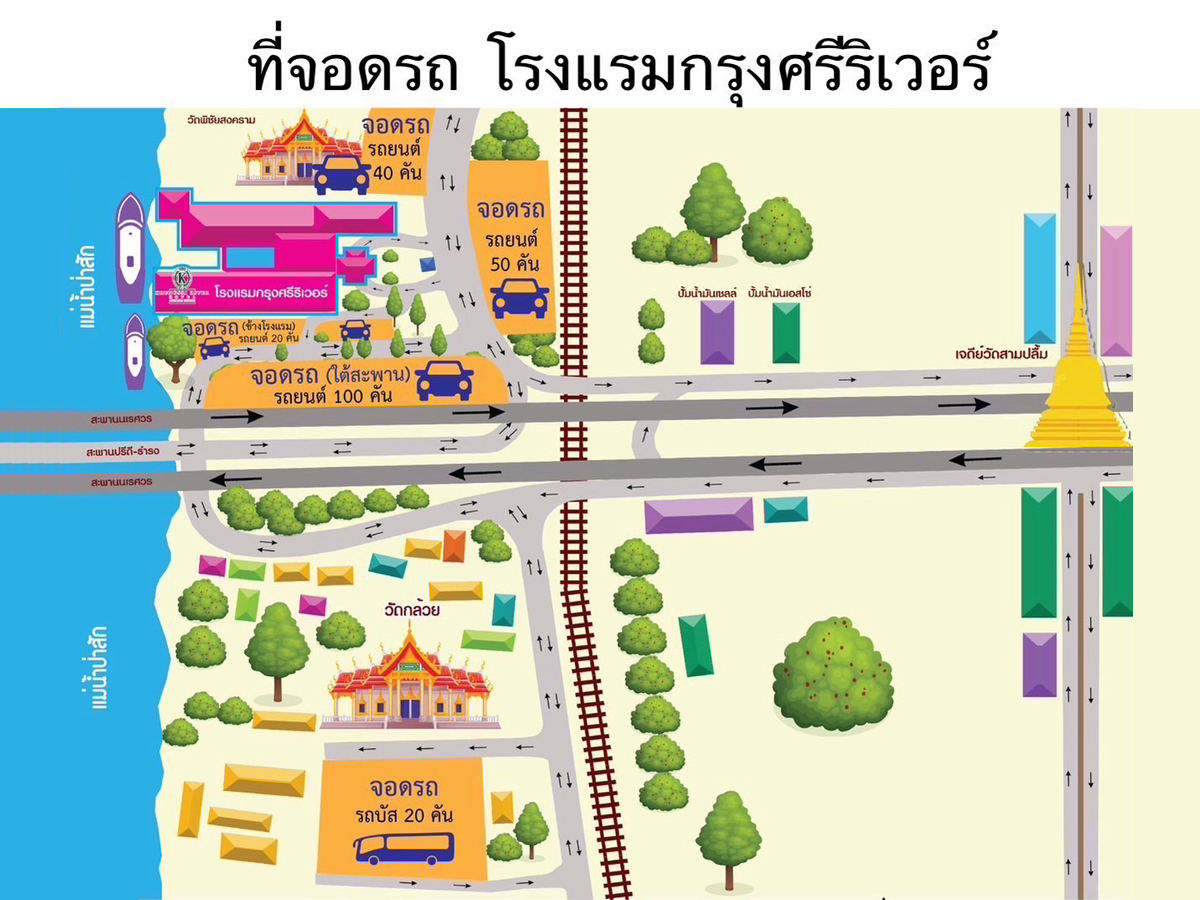 ที่จอดรถ โรงแรมกรุงศรีริเวอร์
วัดพิชัยสงคราม
จอดรถ
รถยนต์
40 คัน
จอดรถ
รถยนต์
50 คัน
แม่น้ำป่าสัก
K
โรงแรมกรุงศรีริเวอร์
ปั้มน้ำมันเชลล์
ปั้มน้ำมันเอสโซ่
จอดรถ (ข้างโรงแรม)
รถยนต์ 20 คัน
เจดีย์วัดสามปลื้ม
จอดรถ (ใต้สะพาน)
รถยนต์ 100 คัน
สะพานนเรศวร
สะพานปรีดี-ธำรง
สะพานนเรศวร
วัดกล้วย
แม่น้ำป่าสัก
จอดรถ
รถบัส 20 คัน